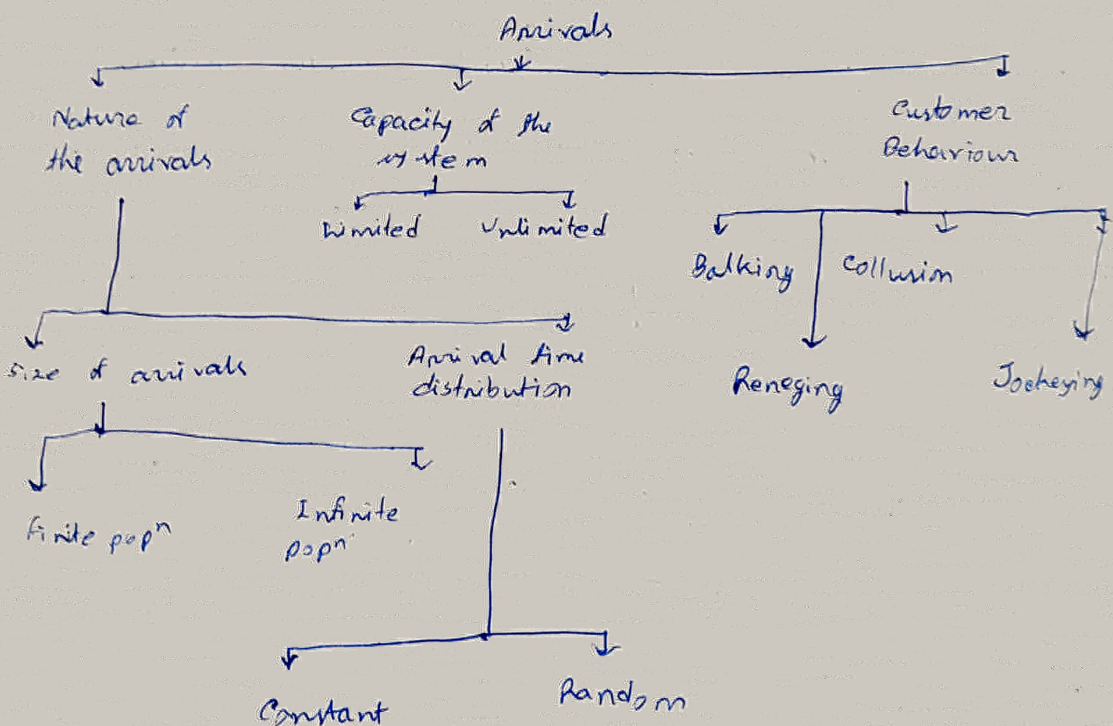 Arrivals
Nature of
the arrivals
Capacity of the
system
Customer
Behaviour
Limited
Unlimited
Balking
Collusion
Size of arrivals
Arrival time
distribution
Reneging
Jockeying
finite popⁿ
Infinite
popⁿ
Constant
Random